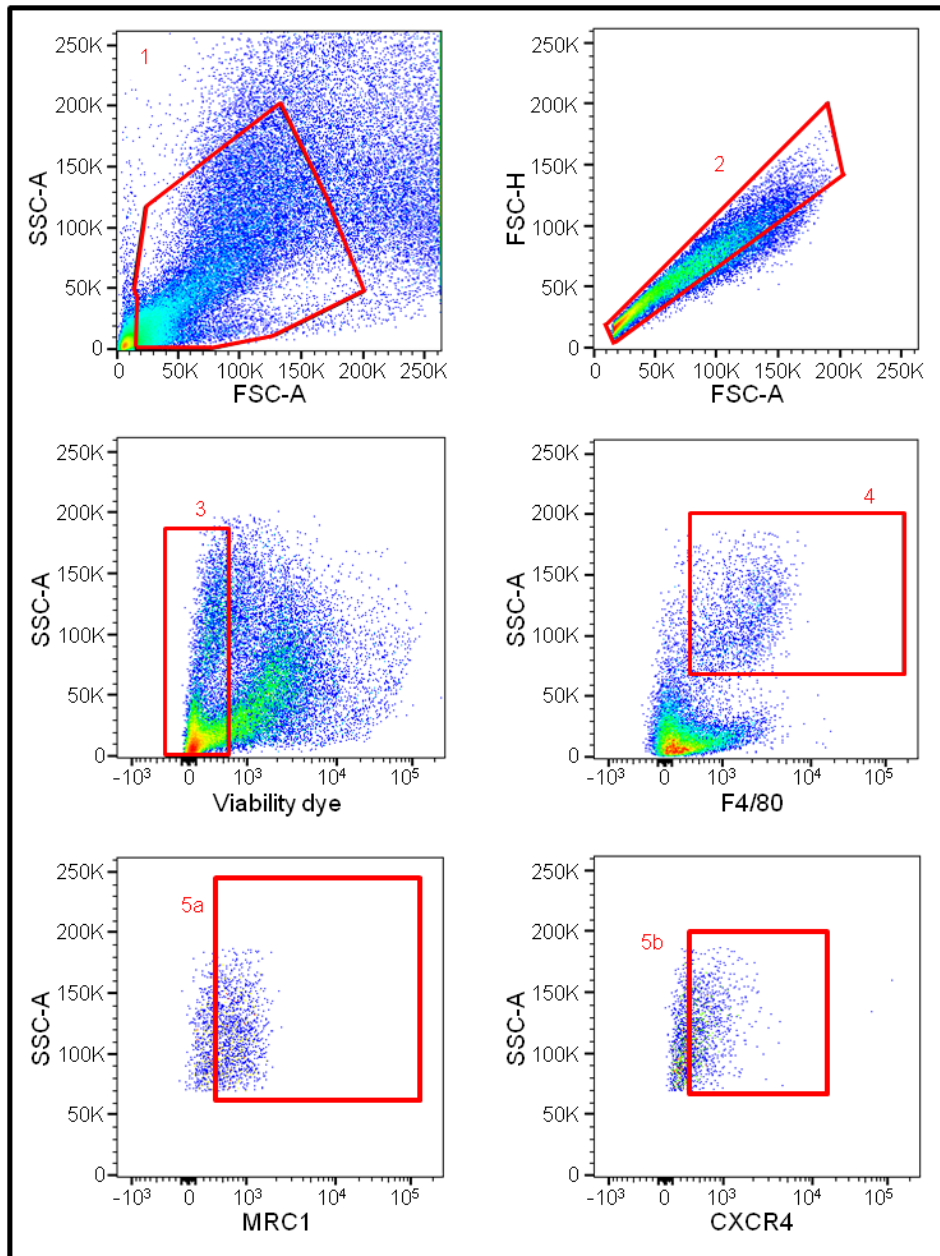 1
250K
200K
150K
100K
50K
0
SSC-A
0
50K
100K
150K
200K
250K
FSC-A
2
250K
200K
150K
100K
50K
0
FSC-H
0
50K
100K
150K
200K
250K
FSC-A
3
250K
200K
150K
100K
50K
0
SSC-A
-10³
0
10³
10⁴
10⁵
Viability dye
4
250K
200K
150K
100K
50K
0
SSC-A
-10³
0
10³
10⁴
10⁵
F4/80
5a
250K
200K
150K
100K
50K
0
SSC-A
-10³
0
10³
10⁴
10⁵
MRC1
5b
250K
200K
150K
100K
50K
0
SSC-A
-10³
0
10³
10⁴
10⁵
CXCR4